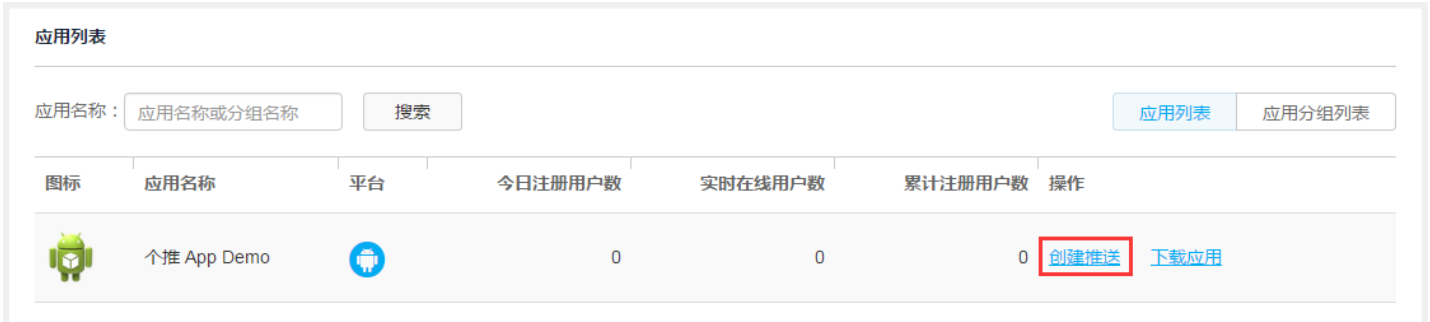 应用列表
应用名称： 应用名称或分组名称 搜索 应用列表 应用分组列表
图标 应用名称 平台 今日注册用户数 实时在线用户数 累计注册用户数 操作
个推 App Demo 0 0 0 创建推送 下载应用